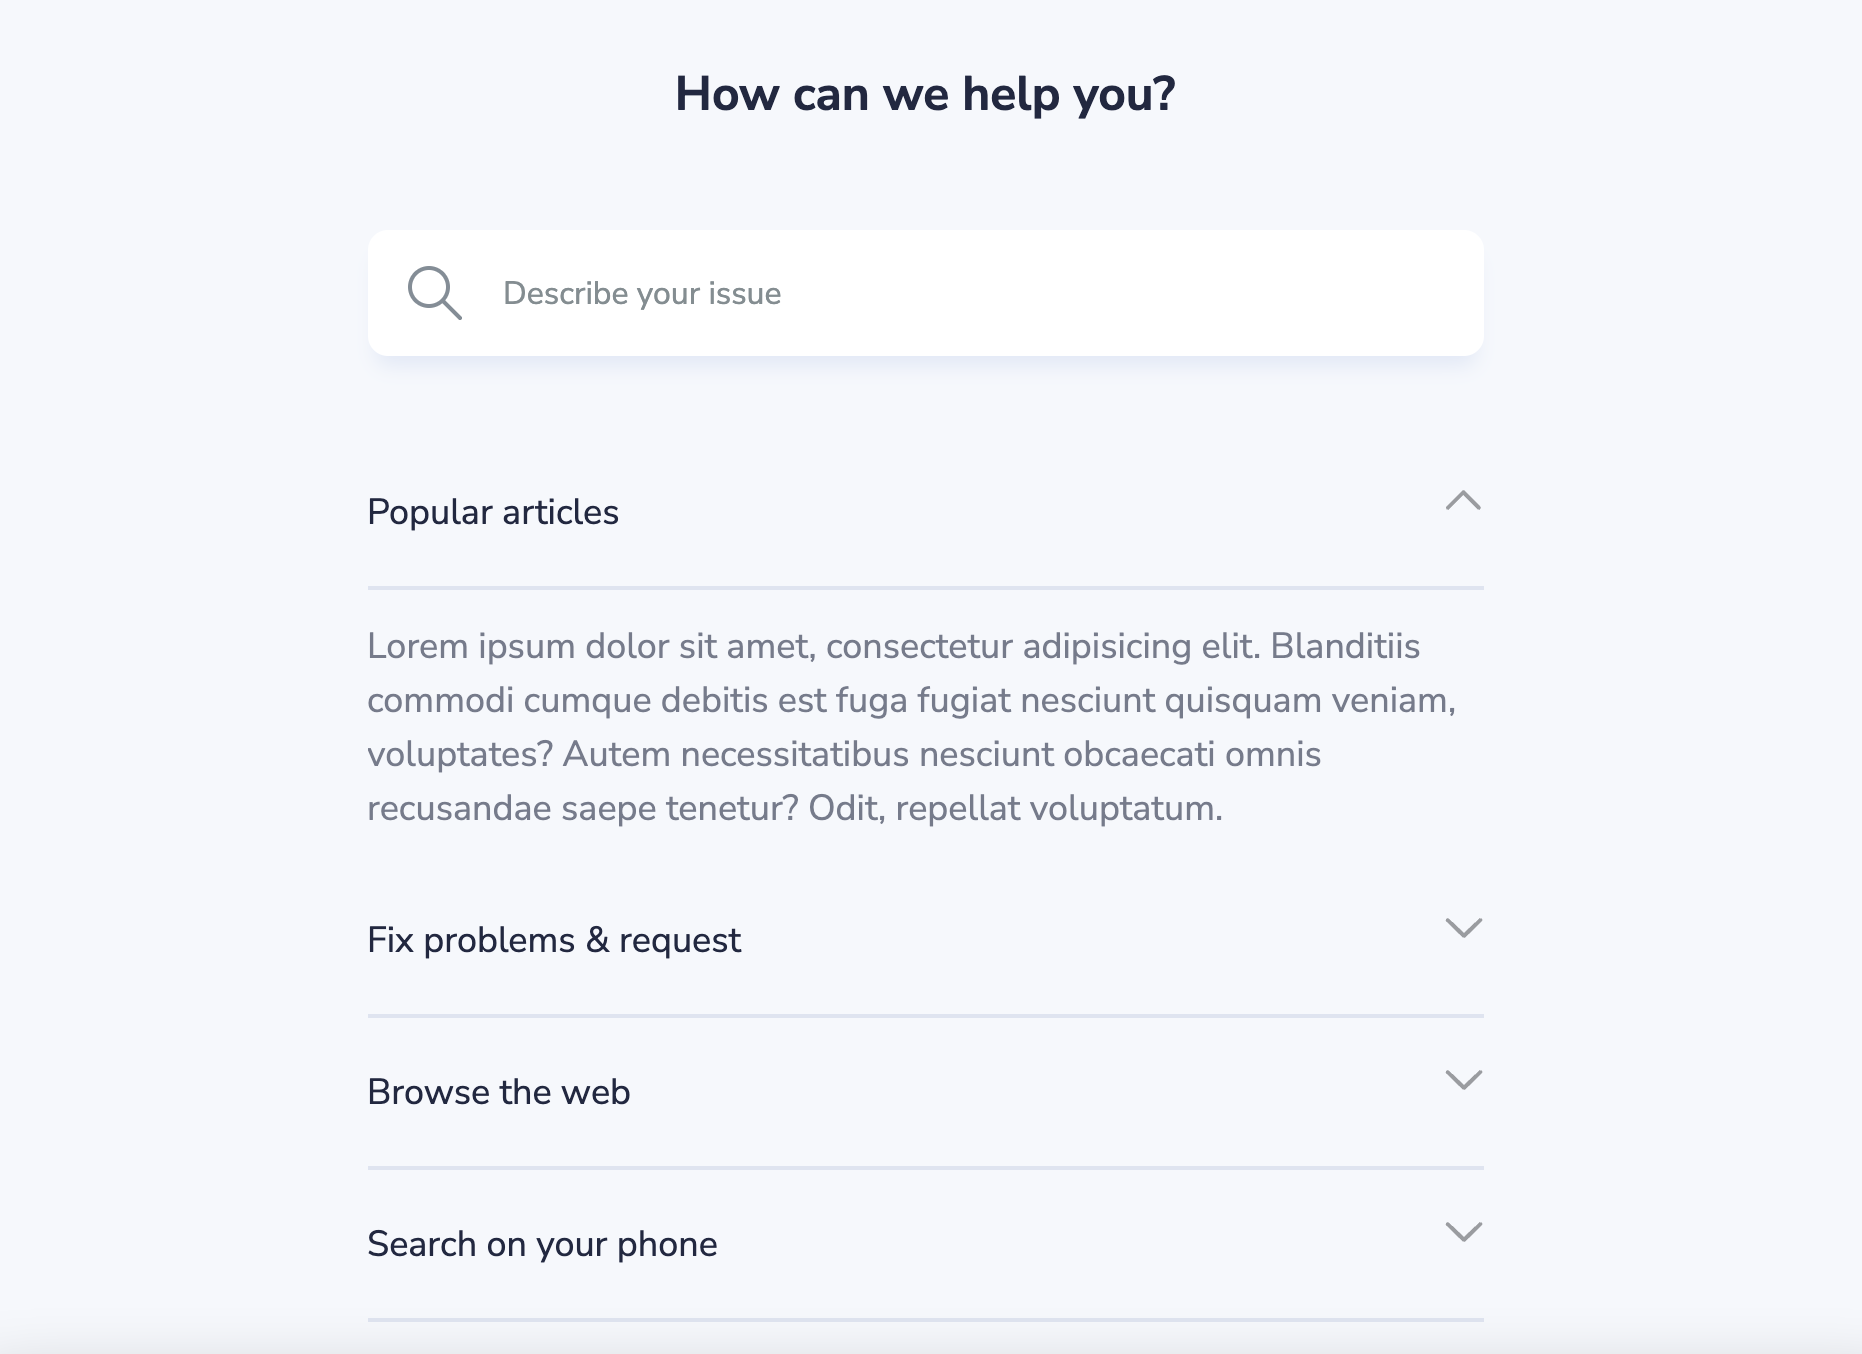 How can we help you?
Describe your issue
Popular articles
Lorem ipsum dolor sit amet, consectetur adipisicing elit. Blanditiis
commodi cumque debitis est fuga fugiat nesciunt quisquam veniam,
voluptates? Autem necessitatibus nesciunt obcaecati omnis
recusandae saepe tenetur? Odit, repellat voluptatum.
Fix problems & request
Browse the web
Search on your phone